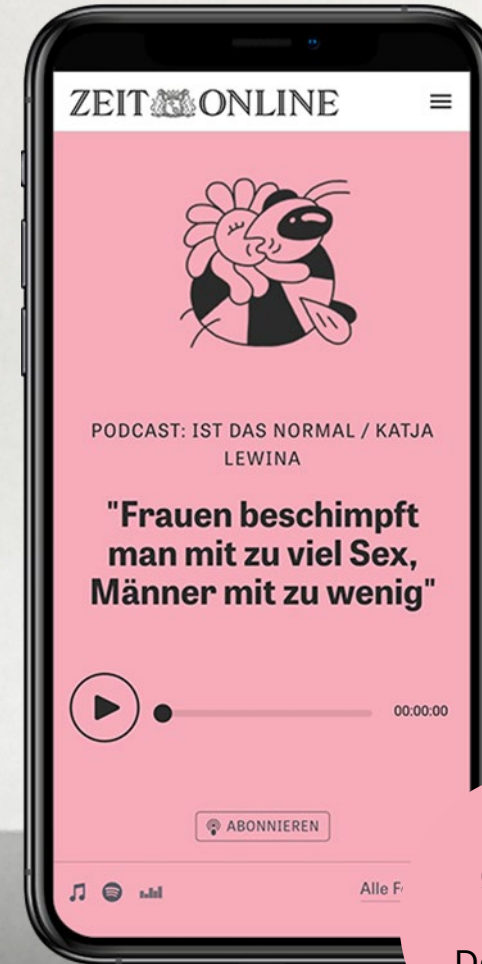 ZEIT ONLINE
PODCAST: IST DAS NORMAL / KATJA
LEWINA
"Frauen beschimpft
man mit zu viel Sex,
Männer mit zu wenig"
00:00:00
ABONNIEREN
Alle